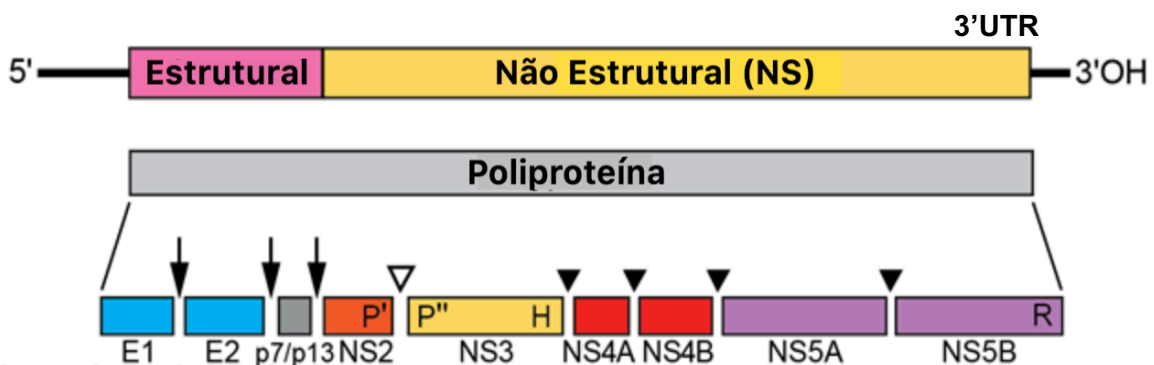 3’UTR
5' Estrutural Não Estrutural (NS) 3'OH
Poliproteína
P' P" H R
E1 E2 p7/p13 NS2 NS3 NS4A NS4B NS5A NS5B